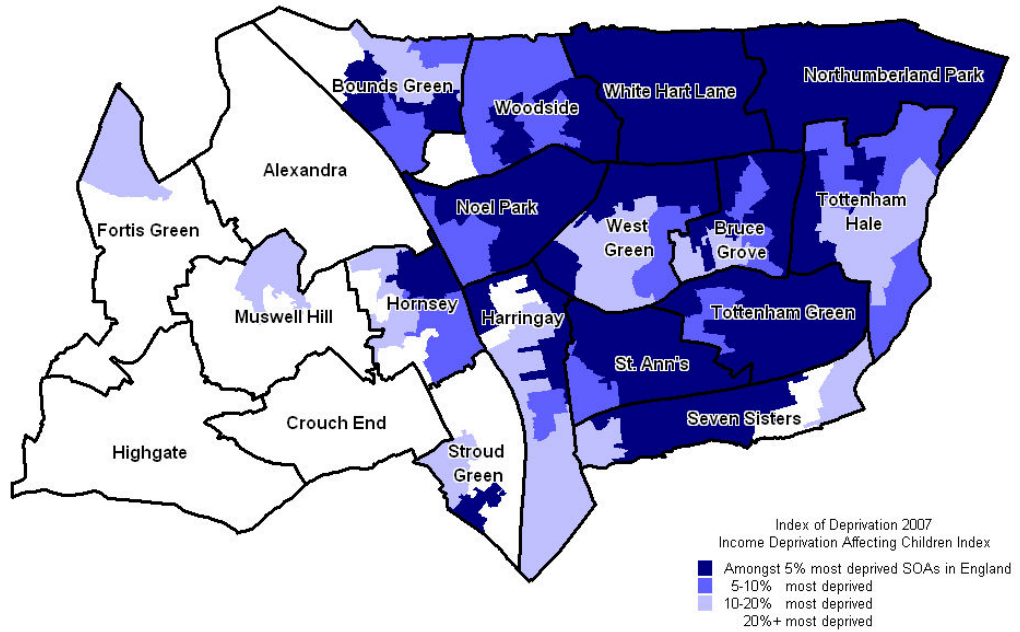 Bounds Green
Woodside
White Hart Lane
Northumberland Park
Alexandra
Noel Park
Tottenham
Hale
Fortis Green
West
Green
Bruce
Grove
Muswell Hill
Hornsey
Harringay
Tottenham Green
St. Ann's
Seven Sisters
Crouch End
Highgate
Stroud
Green
Index of Deprivation 2007
Income Deprivation Affecting Children Index
Amongst 5% most deprived SOAs in England
5-10% most deprived
10-20% most deprived
20%+ most deprived